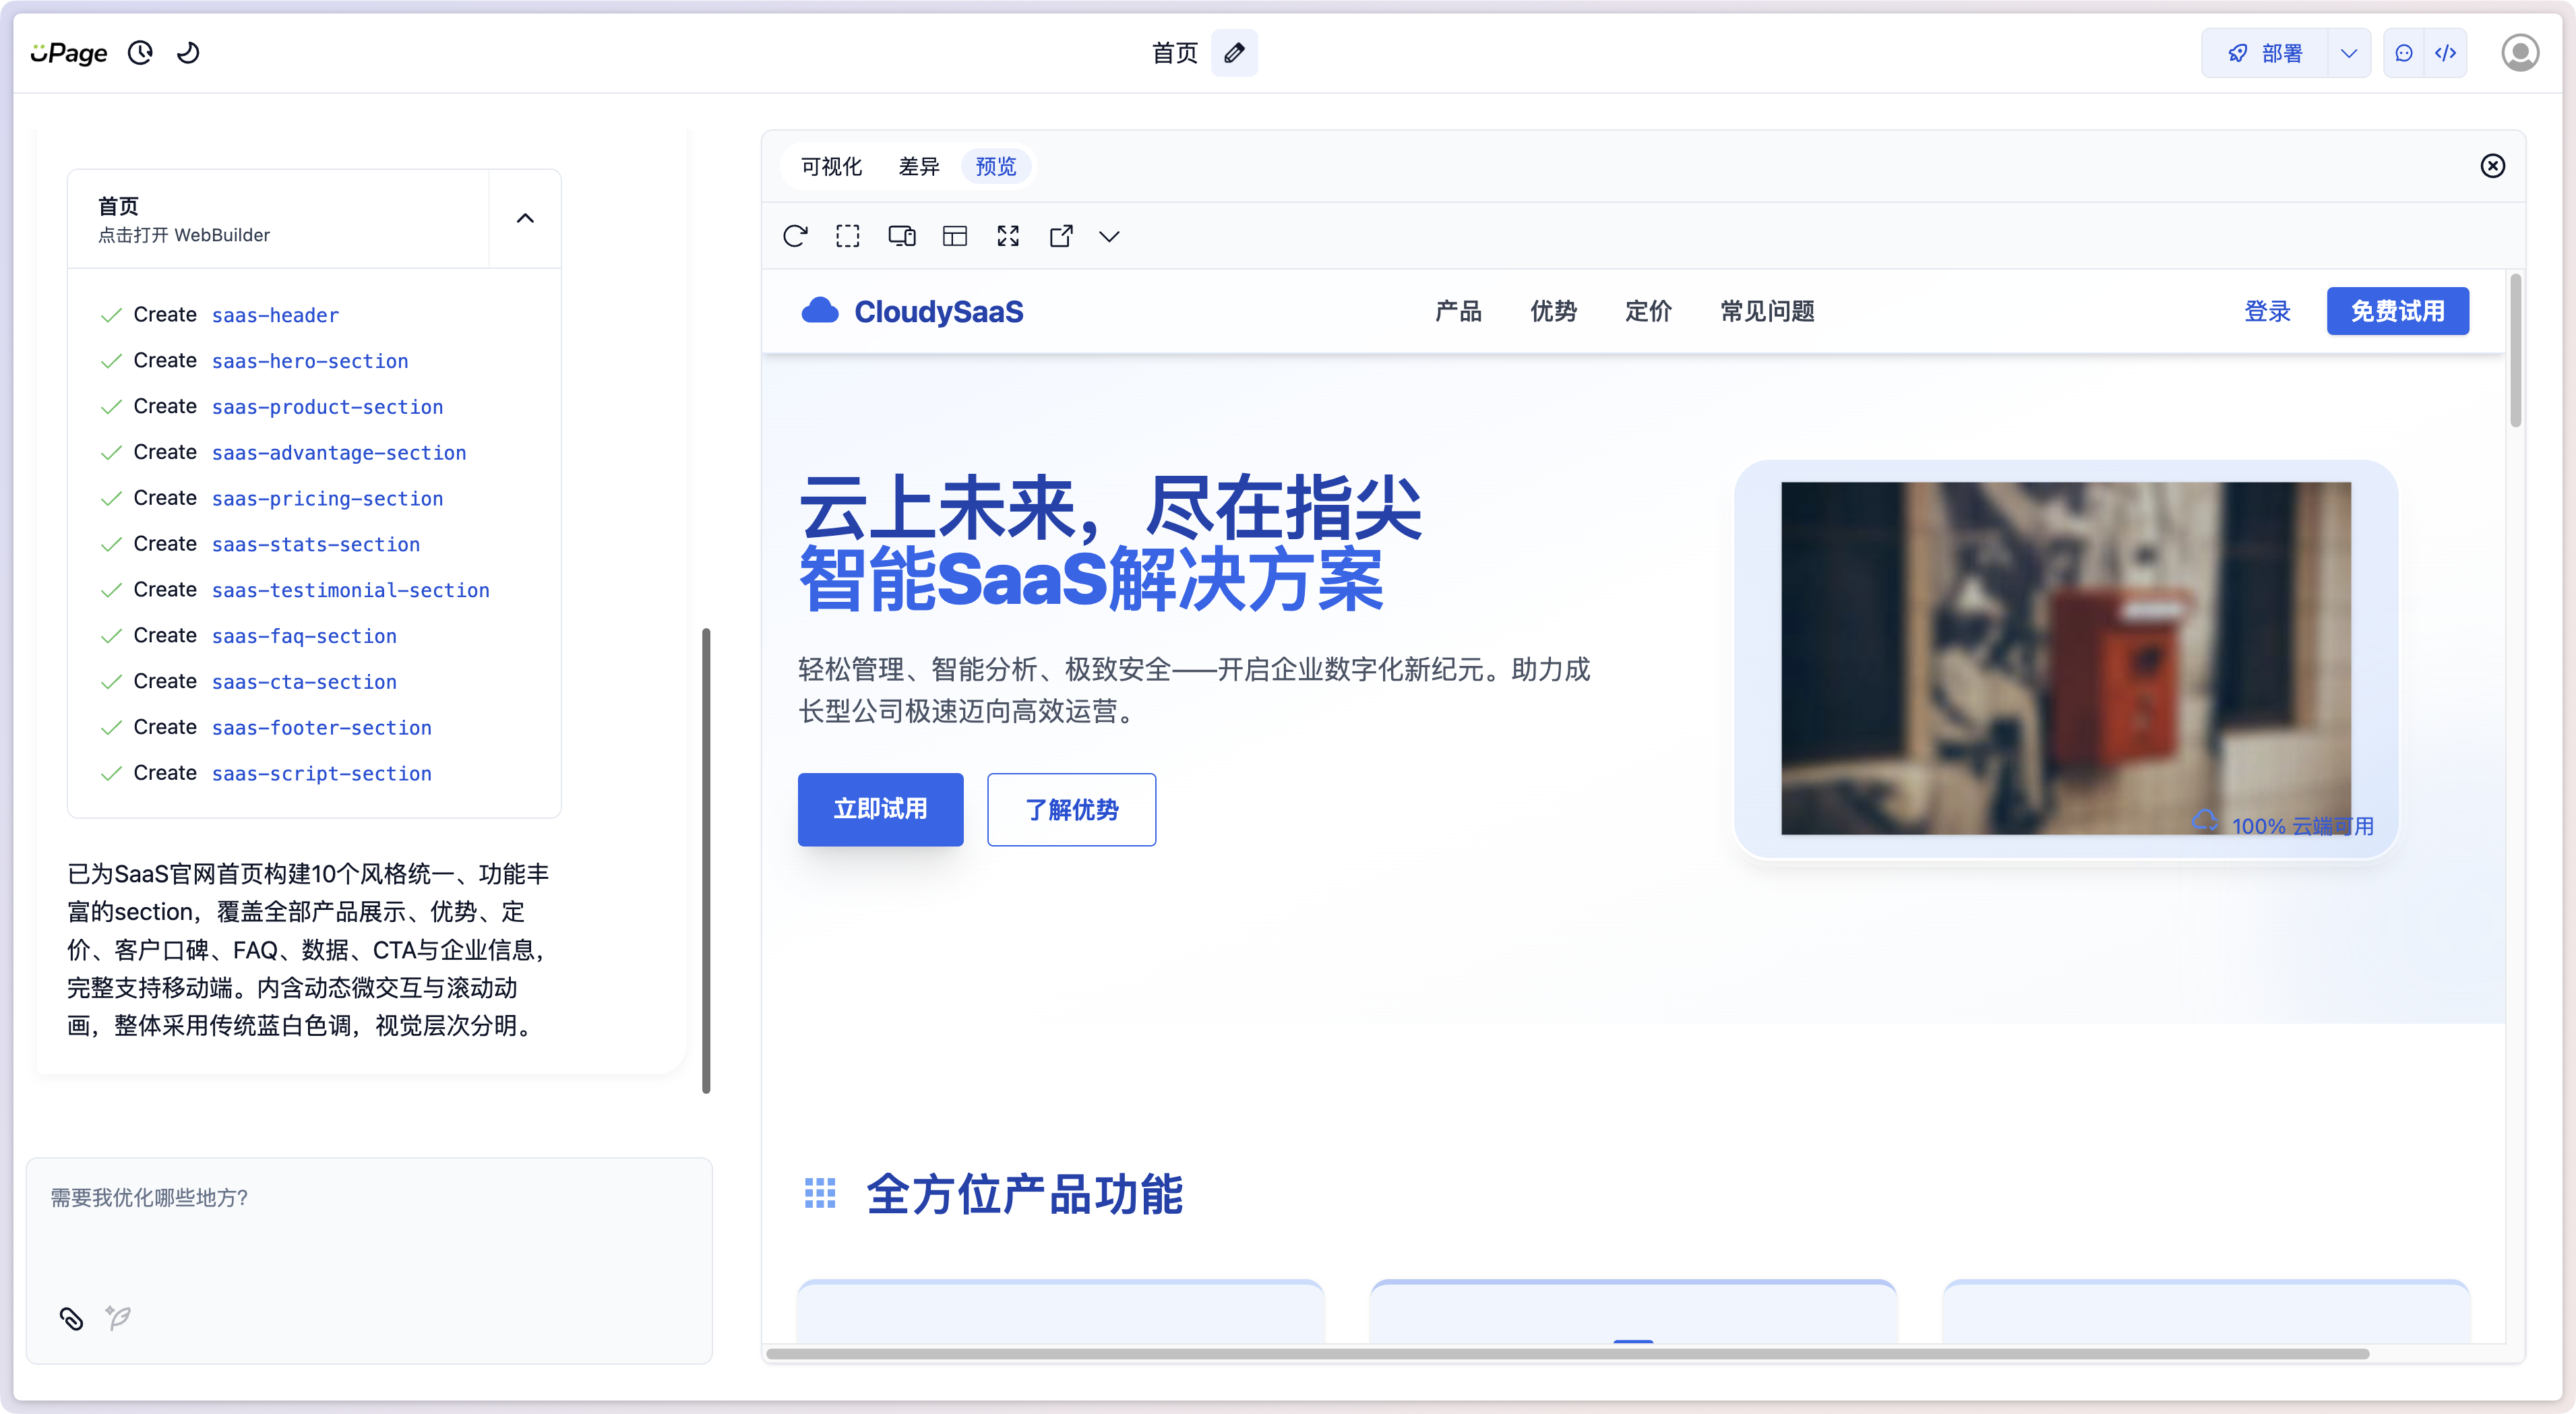 uPage
首页
部署
首页
点击打开 WebBuilder
Create saas-header
Create saas-hero-section
Create saas-product-section
Create saas-advantage-section
Create saas-pricing-section
Create saas-stats-section
Create saas-testimonial-section
Create saas-faq-section
Create saas-cta-section
Create saas-footer-section
Create saas-script-section
已为SaaS官网首页构建10个风格统一、功能丰
富的section，覆盖全部产品展示、优势、定
价、客户口碑、FAQ、数据、CTA与企业信息，
完整支持移动端。内含动态微交互与滚动动
画，整体采用传统蓝白色调，视觉层次分明。
需要我优化哪些地方?
可视化 差异 预览
CloudySaaS
产品 优势 定价 常见问题
登录 免费试用
云上未来，尽在指尖
智能SaaS解决方案
轻松管理、智能分析、极致安全——开启企业数字化新纪元。助力成
长型公司极速迈向高效运营。
立即试用 了解优势
100% 云端可用
全方位产品功能